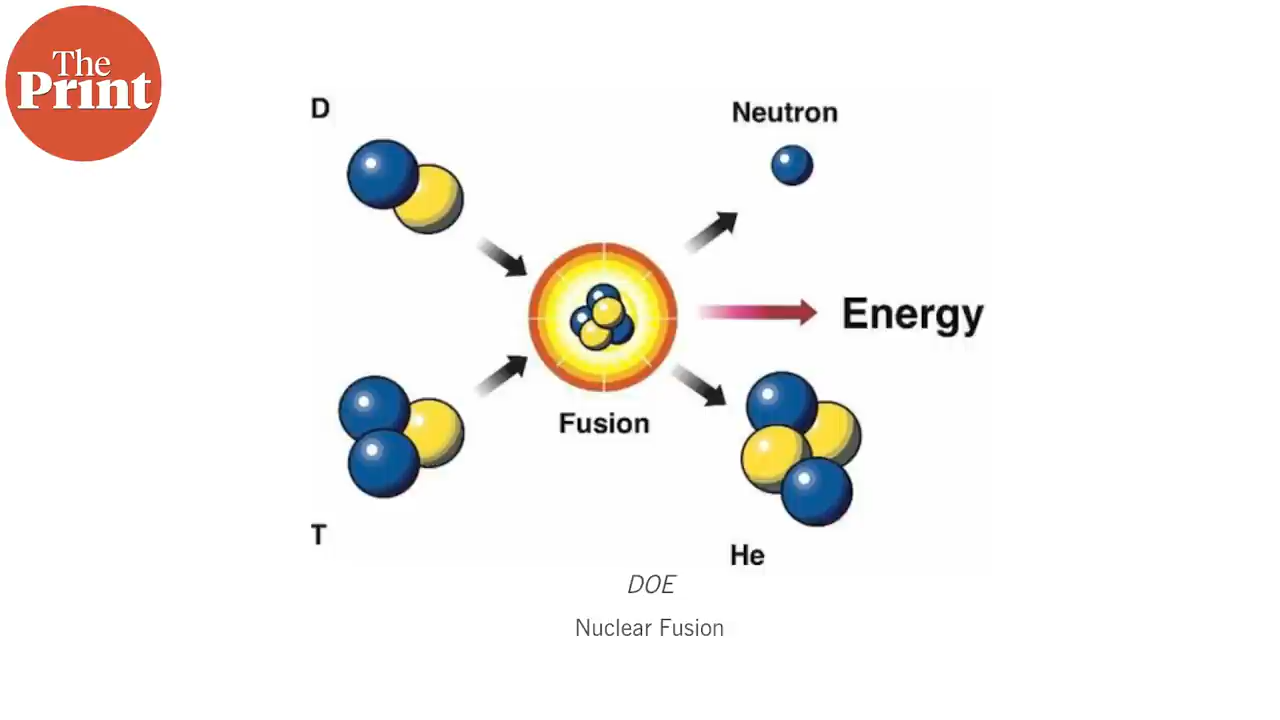 The
Print
D
Neutron
Energy
Fusion
T
He
DOE
Nuclear Fusion